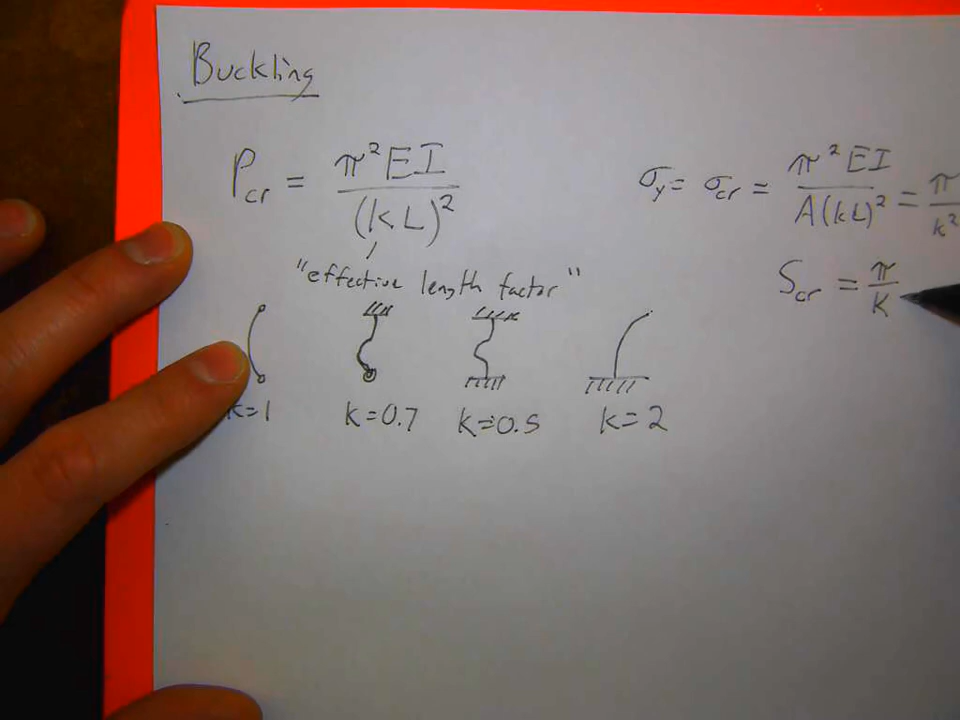 Buckling
Pcr = π²EI / (kL)²
σy = σcr = π²EI / A(kL)² = π / k²
"effective length factor"
Scr = π / k
k=1 k=0.7 k=0.5 k=2